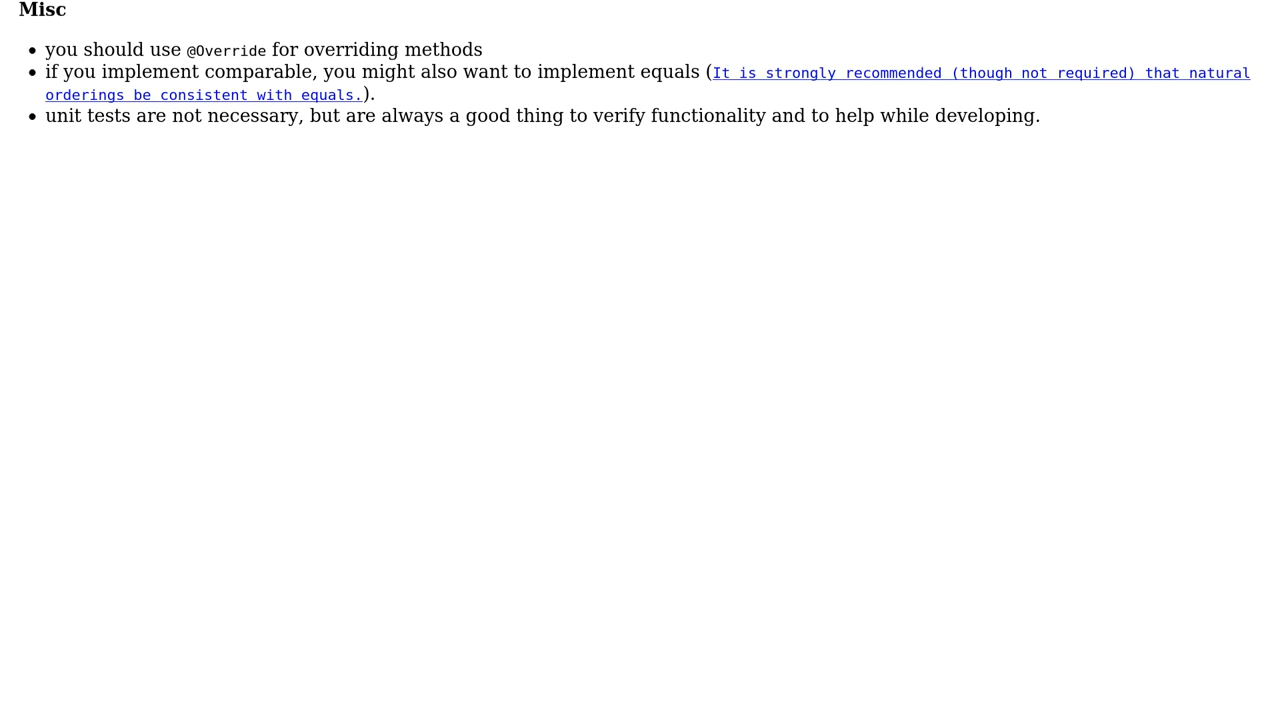 Misc
you should use @Override for overriding methods
if you implement comparable, you might also want to implement equals (It is strongly recommended (though not required) that natural
orderings be consistent with equals.).
unit tests are not necessary, but are always a good thing to verify functionality and to help while developing.